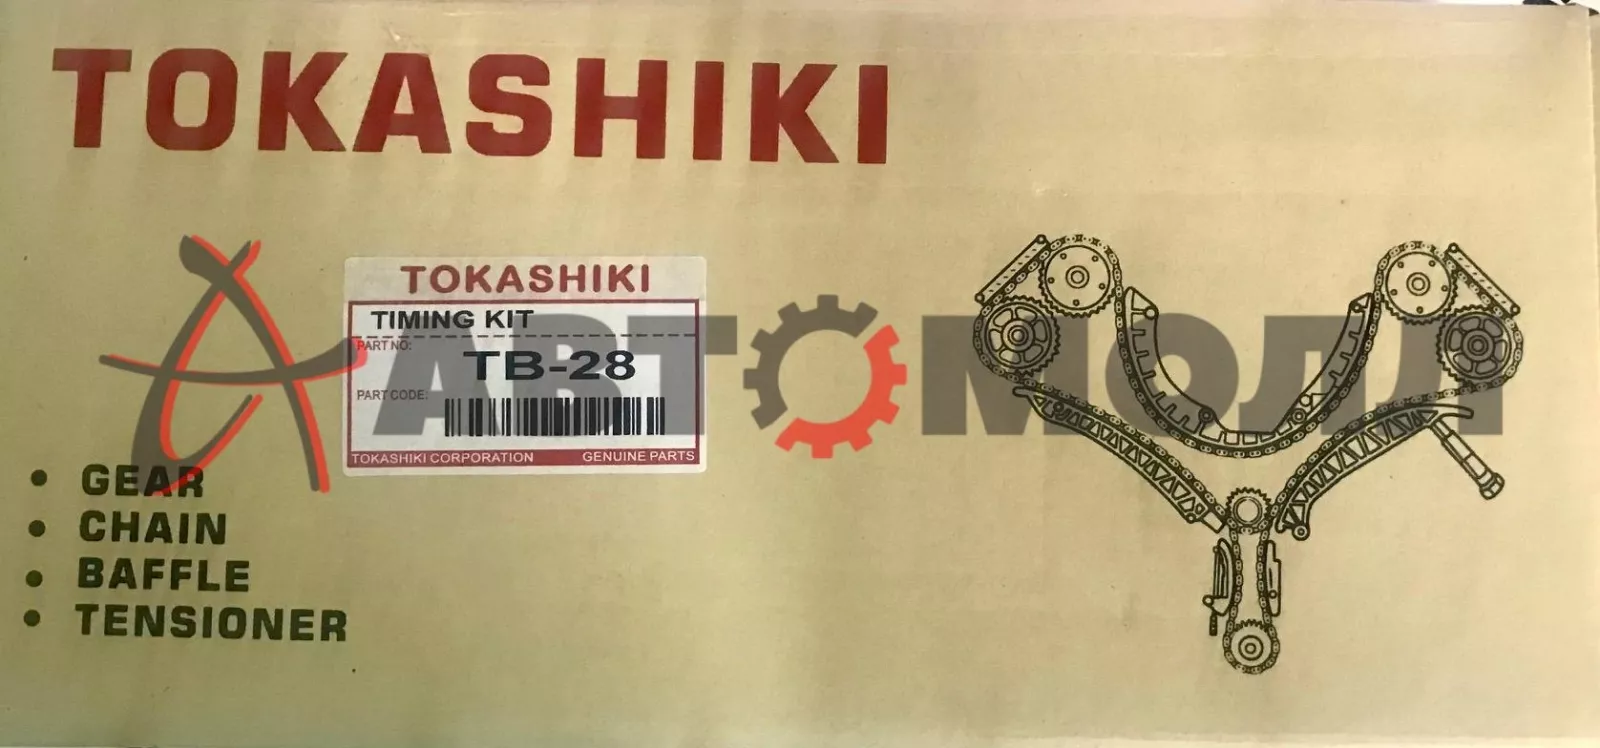 TOKASHIKI
TOKASHIKI
TIMING KIT
PART NO:
TB-28
PART CODE:
TOKASHIKI CORPORATION GENUINE PARTS
АВТОМОЛЛ
• GEAR
• CHAIN
• BAFFLE
• TENSIONER